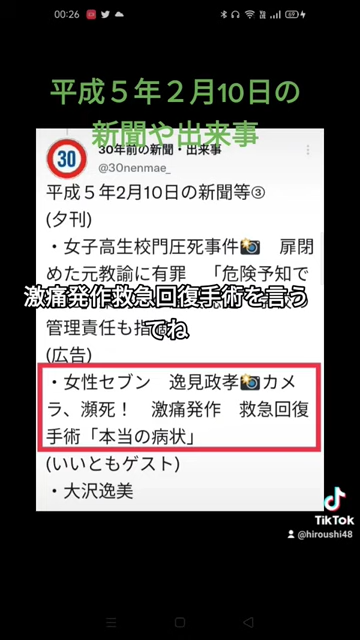 00:26
69
平成５年２月10日の
新聞や出来事
30
30年前の新聞・出来事
@30nenmae_
平成５年2月10日の新聞等③
(夕刊)
・女子高生校門圧死事件📸　扉閉
めた元教諭に有罪　「危険予知で
激痛発作救急回復手術を言う
てね
管理責任も指
(広告)
・女性セブン　逸見政孝📸カメ
ラ、瀕死！　激痛発作　救急回復
手術「本当の病状」
(いいともゲスト)
・大沢逸美
TikTok
@hiroushi48